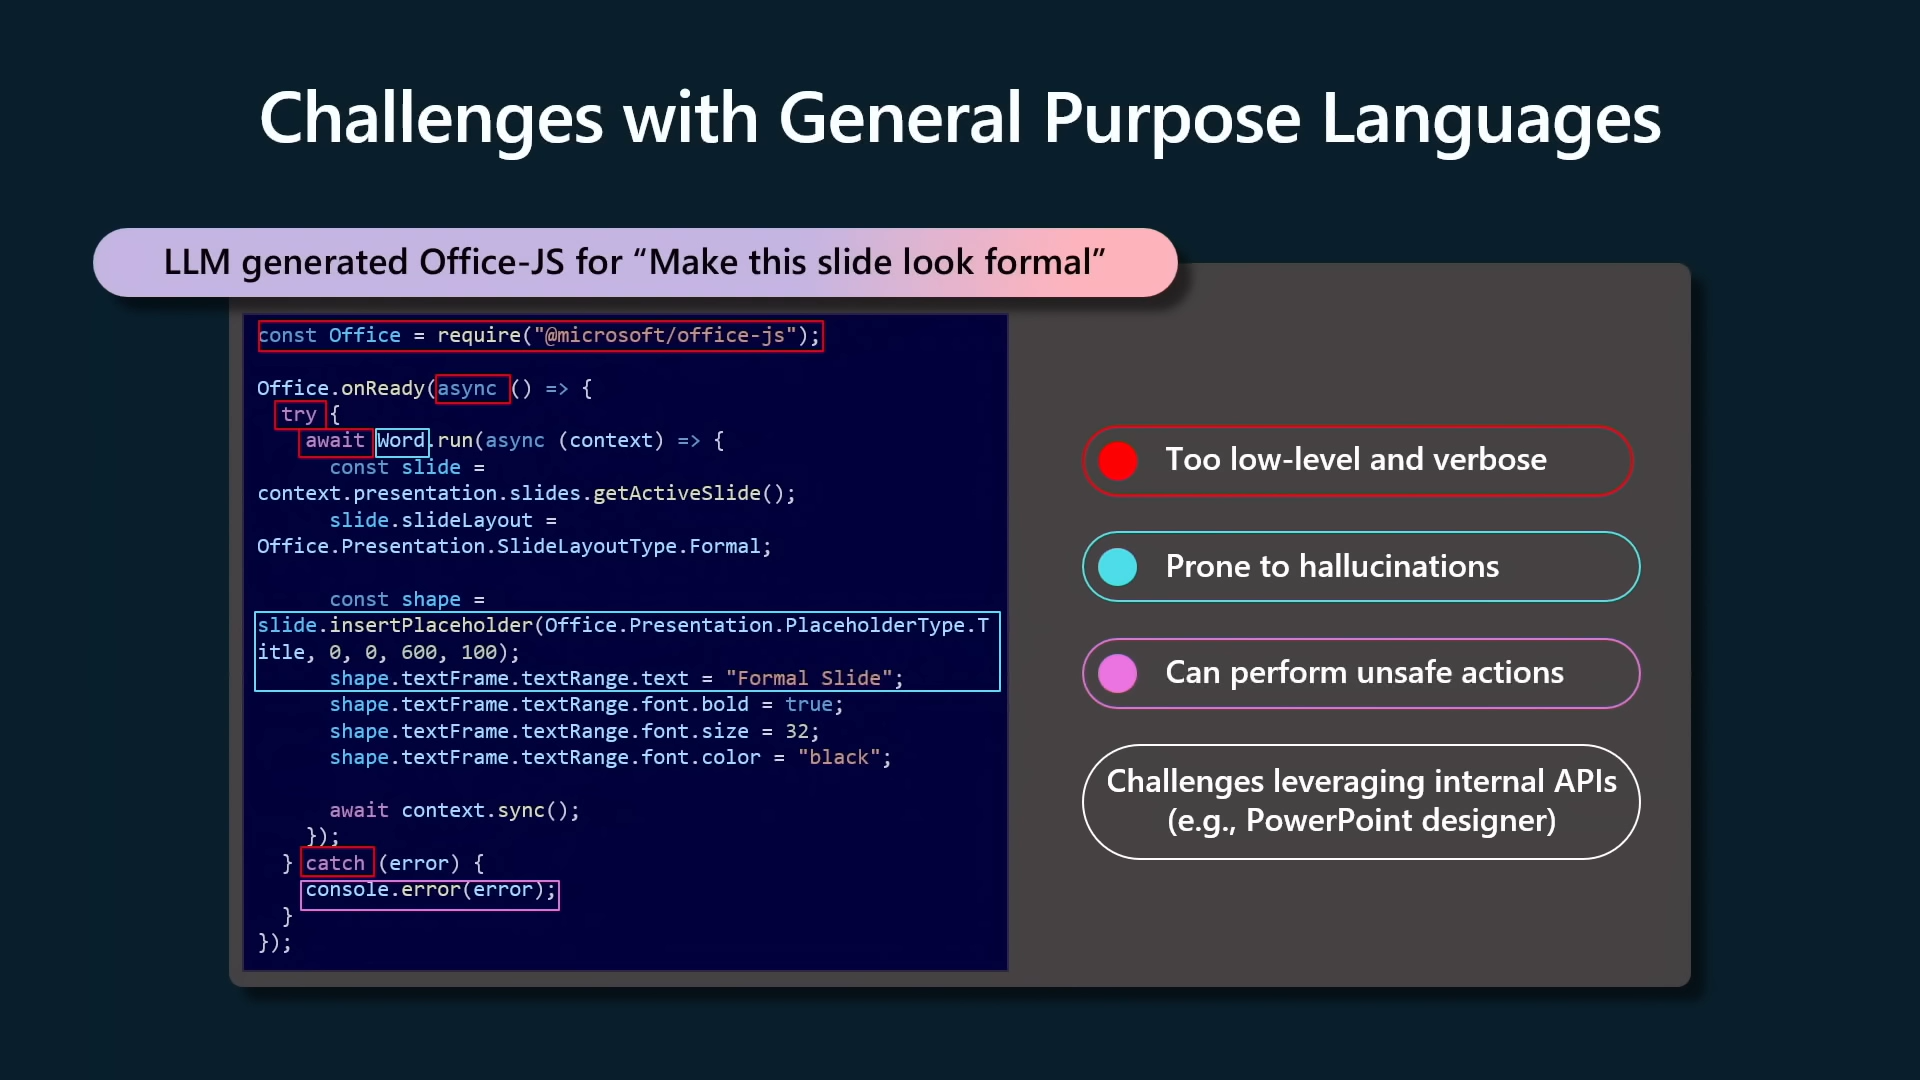 Challenges with General Purpose Languages
LLM generated Office-JS for “Make this slide look formal”
const Office = require("@microsoft/office-js");
Office.onReady(async () => {
try {
await Word.run(async (context) => {
const slide =
context.presentation.slides.getActiveSlide();
slide.slideLayout =
Office.Presentation.SlideLayoutType.Formal;
const shape =
slide.insertPlaceholder(Office.Presentation.PlaceholderType.T
itle, 0, 0, 600, 100);
shape.textFrame.textRange.text = "Formal Slide";
shape.textFrame.textRange.font.bold = true;
shape.textFrame.textRange.font.size = 32;
shape.textFrame.textRange.font.color = "black";
await context.sync();
});
} catch (error) {
console.error(error);
}
});
Too low-level and verbose
Prone to hallucinations
Can perform unsafe actions
Challenges leveraging internal APIs
(e.g., PowerPoint designer)